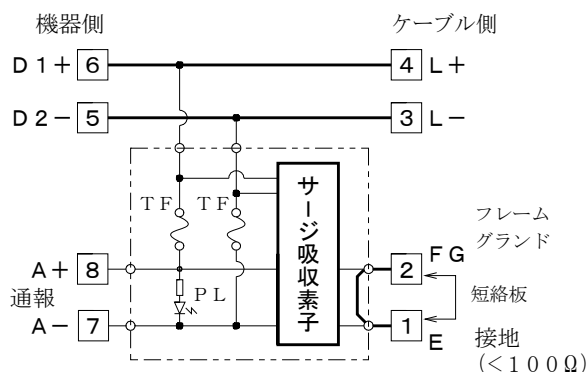 機器側 ケーブル側
D1+ 6 4 L+
D2- 5 3 L-
サージ吸収素子
TF TF
フレーム
グランド
A+ 8 2 FG
通報 PL 短絡板
A- 7 1 E
接地
(<100Ω)